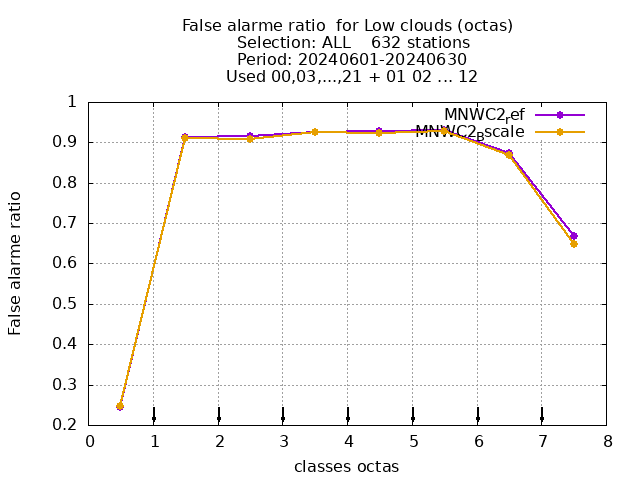 False alarme ratio  for Low clouds (octas)
Selection: ALL    632 stations
Period: 20240601-20240630
Used 00,03,...,21 + 01 02 ... 12
MNWC2ref
MNWC2Bscale
1
0.9
0.8
0.7
0.6
0.5
0.4
0.3
0.2
False alarme ratio
0 1 2 3 4 5 6 7 8
classes octas